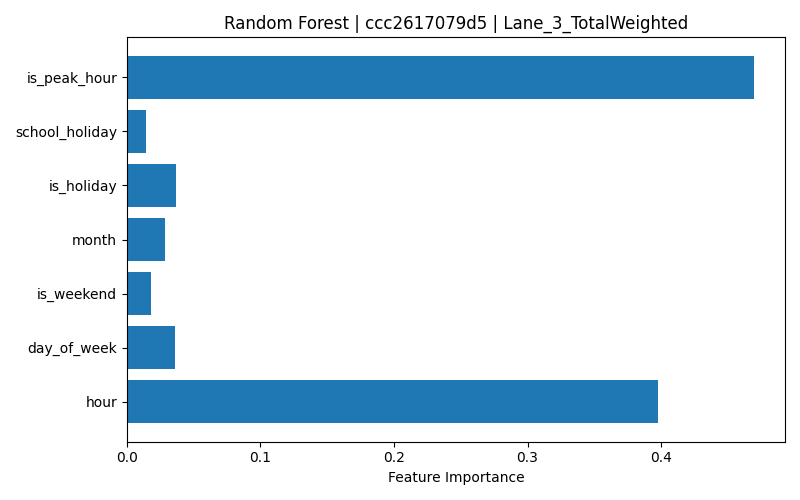 Random Forest | ccc2617079d5 | Lane_3_TotalWeighted
is_peak_hour
school_holiday
is_holiday
month
is_weekend
day_of_week
hour
0.0 0.1 0.2 0.3 0.4
Feature Importance